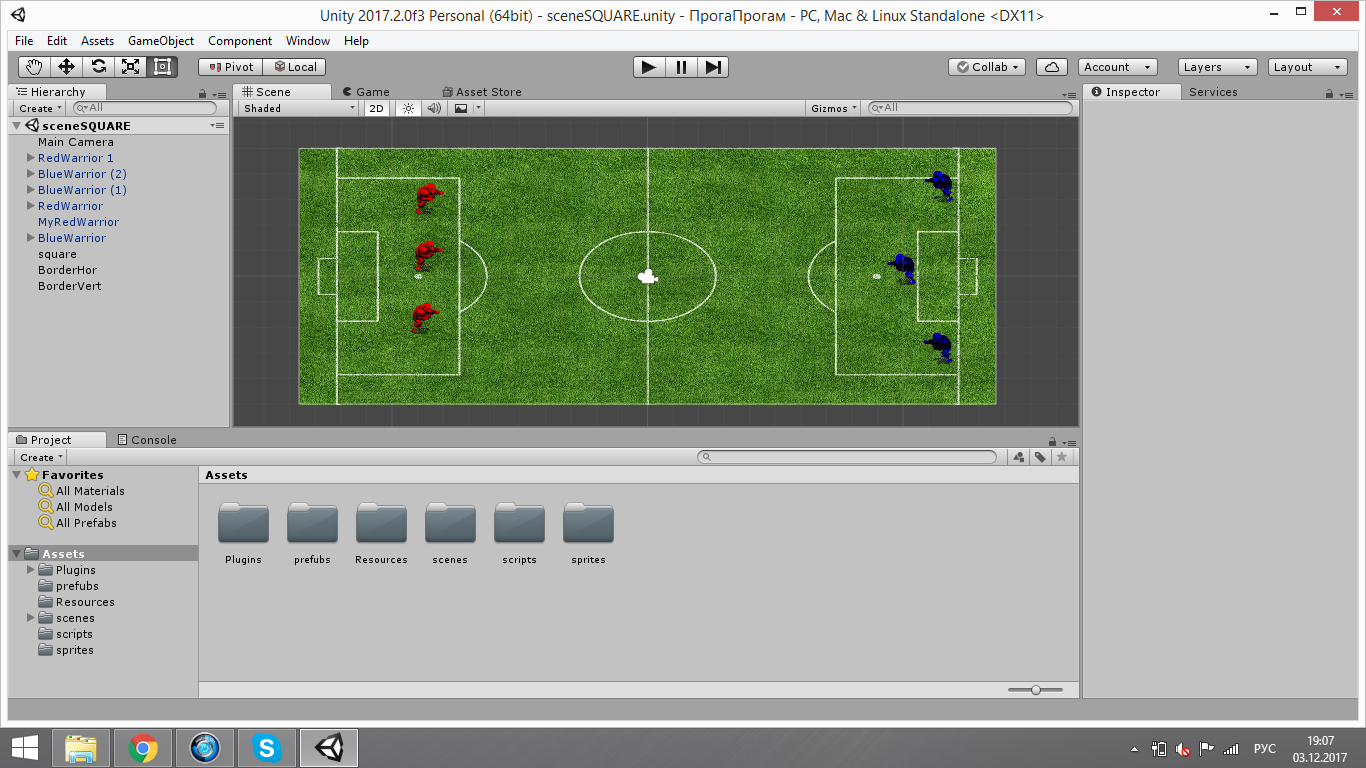 Unity 2017.2.0f3 Personal (64bit) - sceneSQUARE.unity - ПрогаПрогам - PC, Mac & Linux Standalone <DX11>
File Edit Assets GameObject Component Window Help
Pivot Local Collab Account Layers Layout
Hierarchy Scene Game Asset Store Inspector Services
Create All Shaded 2D Gizmos All
sceneSQUARE
Main Camera
RedWarrior 1
BlueWarrior (2)
BlueWarrior (1)
RedWarrior
MyRedWarrior
BlueWarrior
square
BorderHor
BorderVert
Project Console
Create
Favorites
All Materials
All Models
All Prefabs
Assets
Plugins
prefubs
Resources
scenes
scripts
sprites
Assets
Plugins prefubs Resources scenes scripts sprites
РУС
19:07
03.12.2017